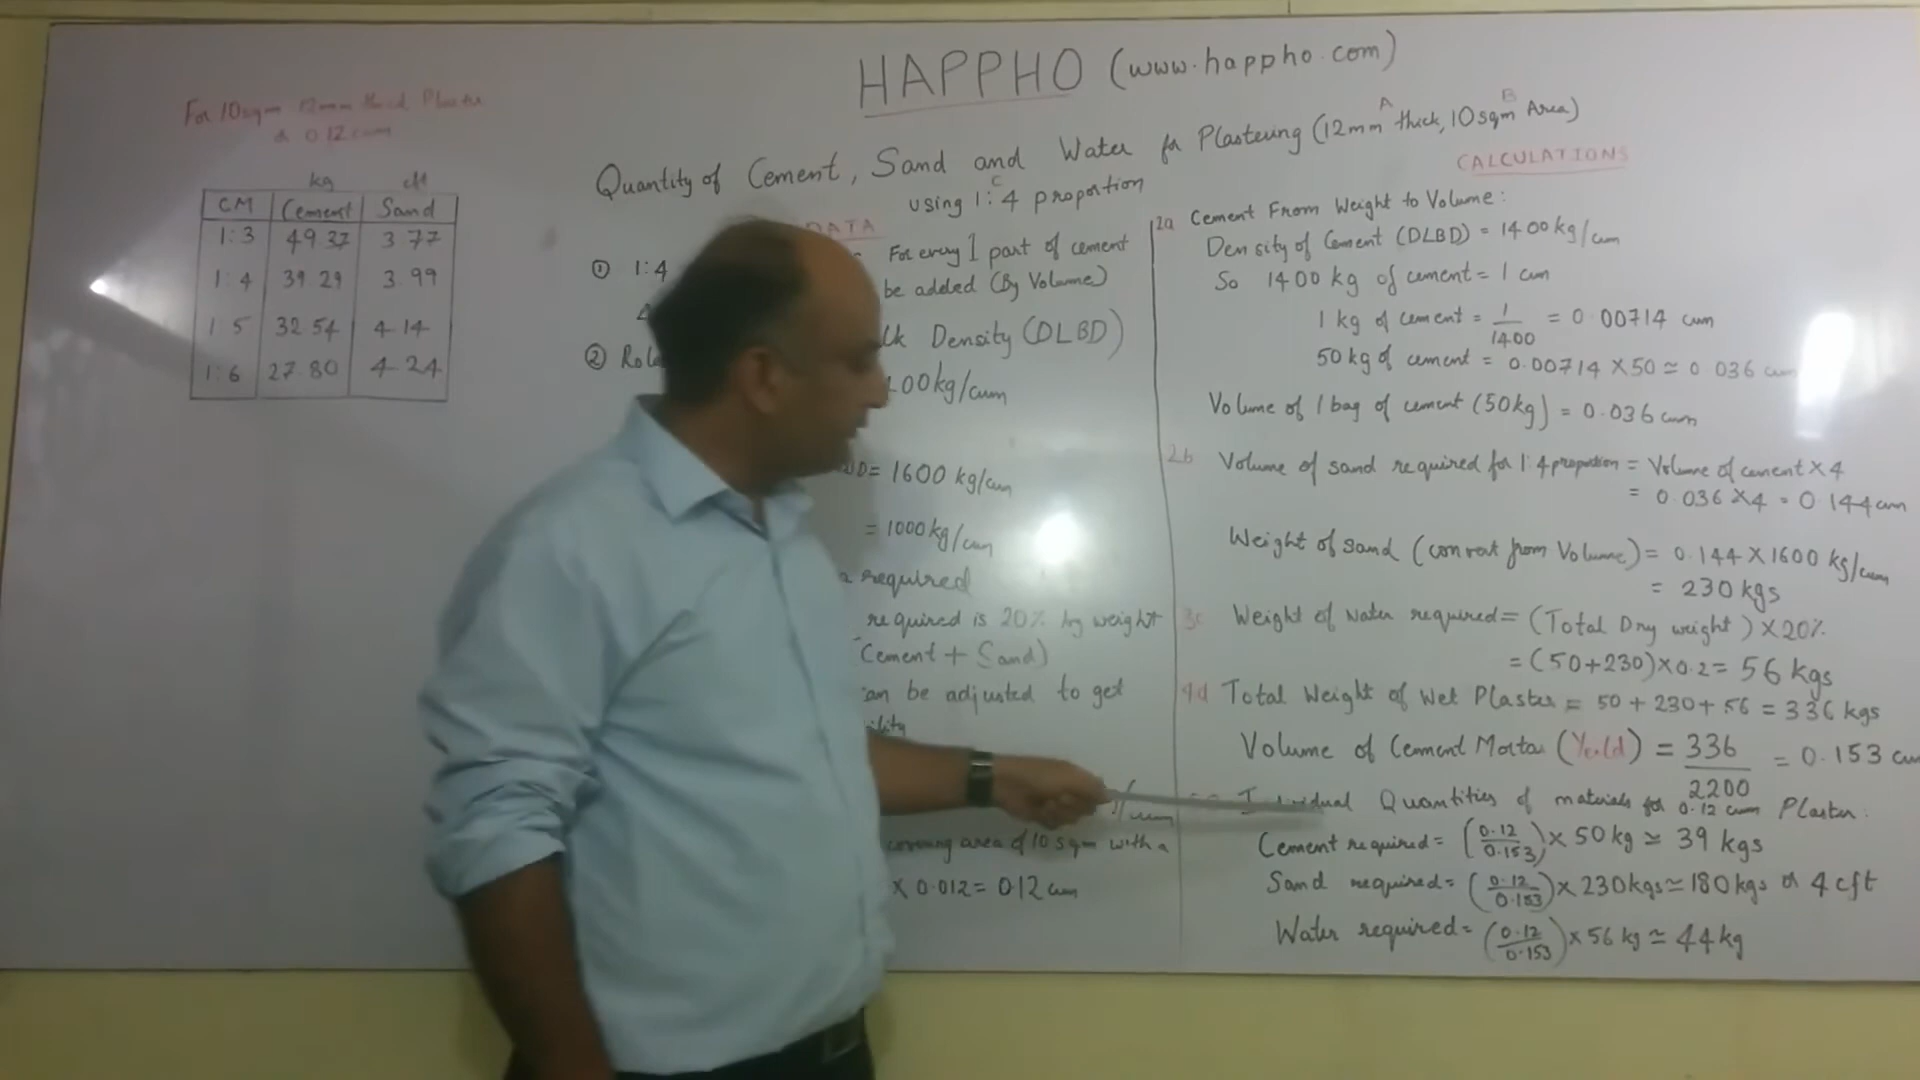 HAPPHO (www.happho.com)
For 10sqm 12mm thick Plaster
0.12 cum
Quantity of Cement, Sand and Water for Plastering (12mm thick, 10sqm Area)
A
B
using 1:4 proportion
C
kg
cft
CM Cement Sand
1:3 49.37 3.77
1:4 39.29 3.99
1:5 32.54 4.14
1:6 27.80 4.24
DATA
① 1:4
For every 1 part of cement
be added (By Volume)
②
Density (DLBD)
00kg/cum
= 1600 kg/cum
= 1000kg/cum
required
required is 20% by weight
Cement + Sand)
can be adjusted to get
covering area of 10sqm with a
X 0.012 = 0.12 cum
CALCULATIONS
2a Cement From Weight to Volume:
Density of Cement (DLBD) = 1400kg/cum
So 1400 kg of cement = 1 cum
1 kg of cement = 1/1400 = 0.00714 cum
50 kg of cement = 0.00714 X 50 ≃ 0.036 cum
Volume of 1 bag of cement (50kg) = 0.036 cum
2b Volume of sand required for 1:4 proportion = Volume of cement X 4
= 0.036 X 4 = 0.144 cum
Weight of sand (convert from Volume) = 0.144 X 1600 kg/cum
= 230 kgs
3c Weight of water required = (Total Dry weight) X 20%
= (50+230) X 0.2 = 56 kgs
4d Total Weight of Wet Plaster = 50 + 230 + 56 = 336 kgs
Volume of Cement Mortar (Yeild) = 336/2200 = 0.153 cum
Quantities of materials for 0.12 cum Plaster:
Cement required = (0.12/0.153) X 50 kg ≃ 39 kgs
Sand required = (0.12/0.153) X 230kgs ≃ 180kgs or 4 cft
Water required = (0.12/0.153) X 56 kg ≃ 44 kg